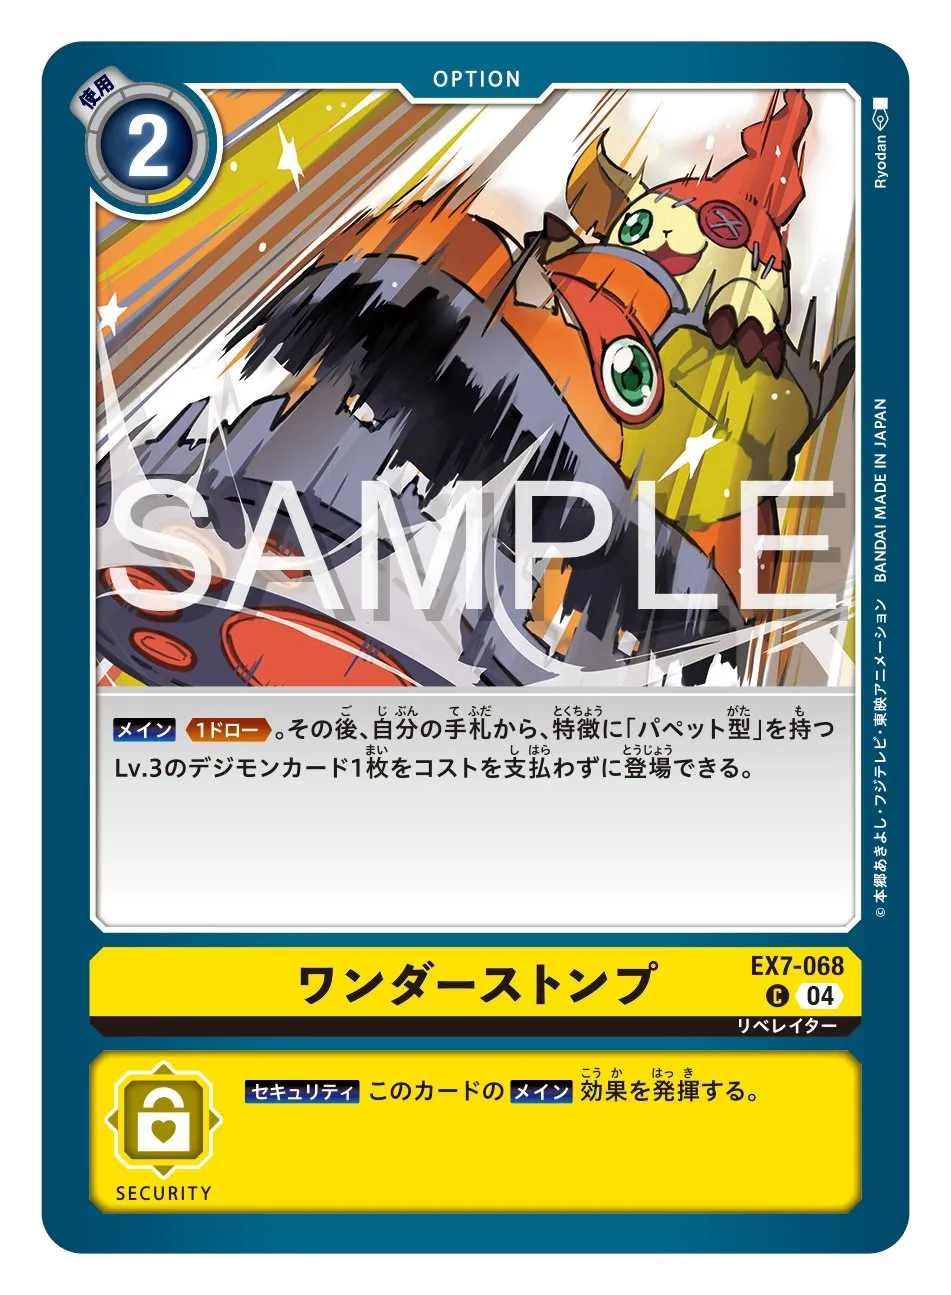 OPTION
使用
2
Ryodan
SAMPLE
BANDAI MADE IN JAPAN
©本郷あきよし・フジテレビ・東映アニメーション
メイン 1ドロー。その後、自分の手札から、特徴に「パペット型」を持つ
Lv.3のデジモンカード1枚をコストを支払わずに登場できる。
ワンダーストンプ
EX7-068
C 04
リベレイター
セキュリティ このカードの メイン 効果を発揮する。
SECURITY